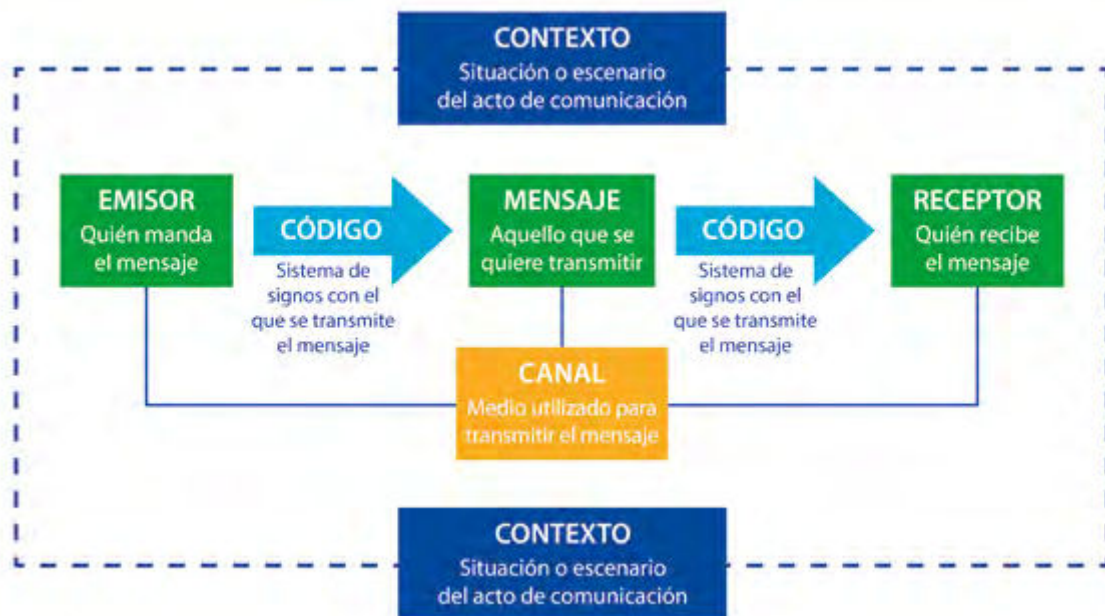 CONTEXTO
Situación o escenario
del acto de comunicación
EMISOR
Quién manda
el mensaje
CÓDIGO
Sistema de
signos con el
que se transmite
el mensaje
MENSAJE
Aquello que se
quiere transmitir
CÓDIGO
Sistema de
signos con el
que se transmite
el mensaje
RECEPTOR
Quién recibe
el mensaje
CANAL
Medio utilizado para
transmitir el mensaje
CONTEXTO
Situación o escenario
del acto de comunicación